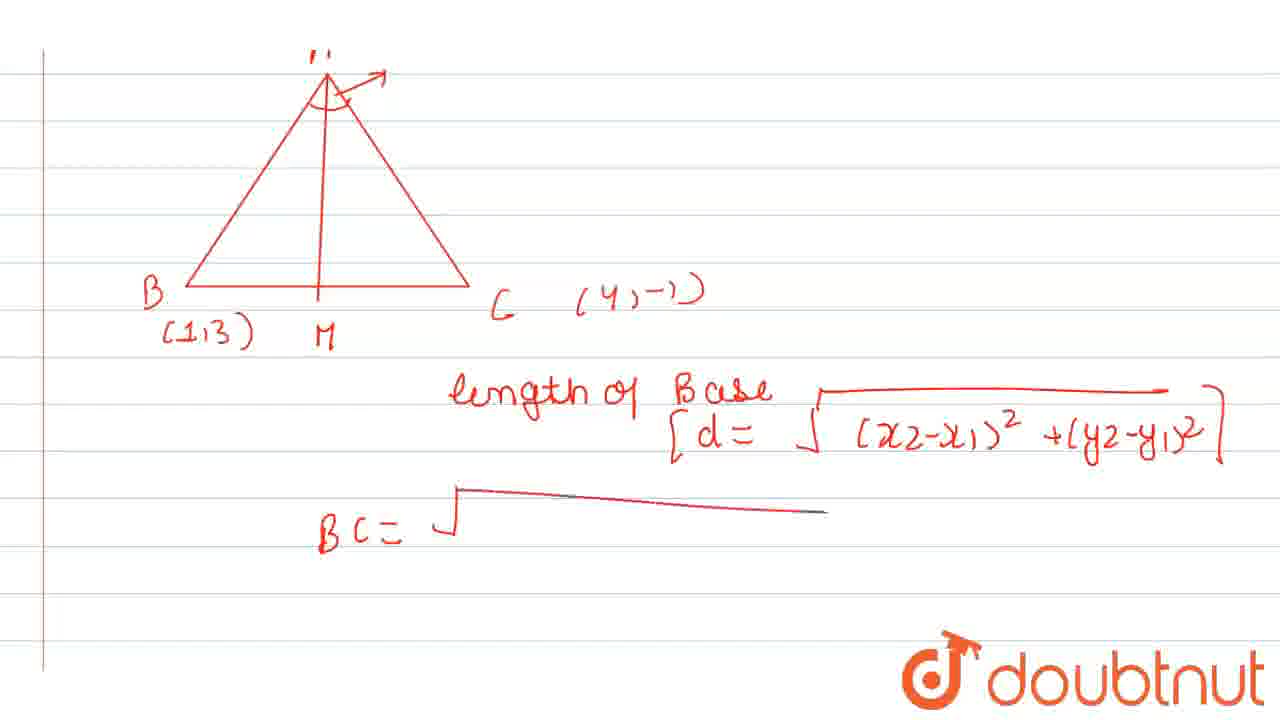 B
C (4,-1)
(1,3)
M
length of Base
[d = √(x2-x1)² +(y2-y1)²]
BC = √
doubtnut